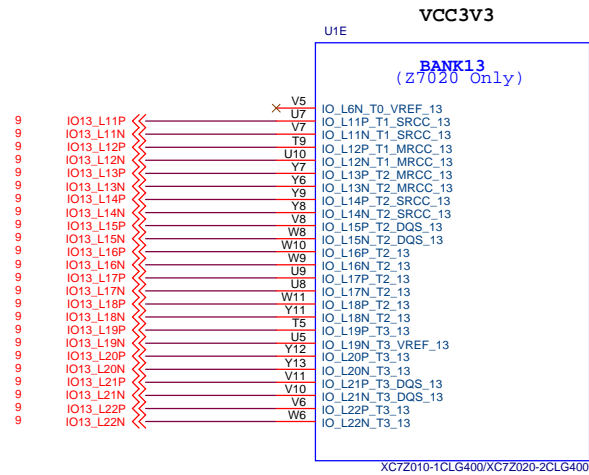 VCC3V3
U1E
BANK13
(Z7020 Only)
V5 IO_L6N_T0_VREF_13
9 IO13_L11P U7 IO_L11P_T1_SRCC_13
9 IO13_L11N V7 IO_L11N_T1_SRCC_13
9 IO13_L12P T9 IO_L12P_T1_MRCC_13
9 IO13_L12N U10 IO_L12N_T1_MRCC_13
9 IO13_L13P Y7 IO_L13P_T2_MRCC_13
9 IO13_L13N Y6 IO_L13N_T2_MRCC_13
9 IO13_L14P Y9 IO_L14P_T2_SRCC_13
9 IO13_L14N Y8 IO_L14N_T2_SRCC_13
9 IO13_L15P V8 IO_L15P_T2_DQS_13
9 IO13_L15N W8 IO_L15N_T2_DQS_13
9 IO13_L16P W10 IO_L16P_T2_13
9 IO13_L16N W9 IO_L16N_T2_13
9 IO13_L17P U9 IO_L17P_T2_13
9 IO13_L17N U8 IO_L17N_T2_13
9 IO13_L18P W11 IO_L18P_T2_13
9 IO13_L18N Y11 IO_L18N_T2_13
9 IO13_L19P T5 IO_L19P_T3_13
9 IO13_L19N U5 IO_L19N_T3_VREF_13
9 IO13_L20P Y12 IO_L20P_T3_13
9 IO13_L20N Y13 IO_L20N_T3_13
9 IO13_L21P V11 IO_L21P_T3_DQS_13
9 IO13_L21N V10 IO_L21N_T3_DQS_13
9 IO13_L22P V6 IO_L22P_T3_13
9 IO13_L22N W6 IO_L22N_T3_13
XC7Z010-1CLG400/XC7Z020-2CLG400